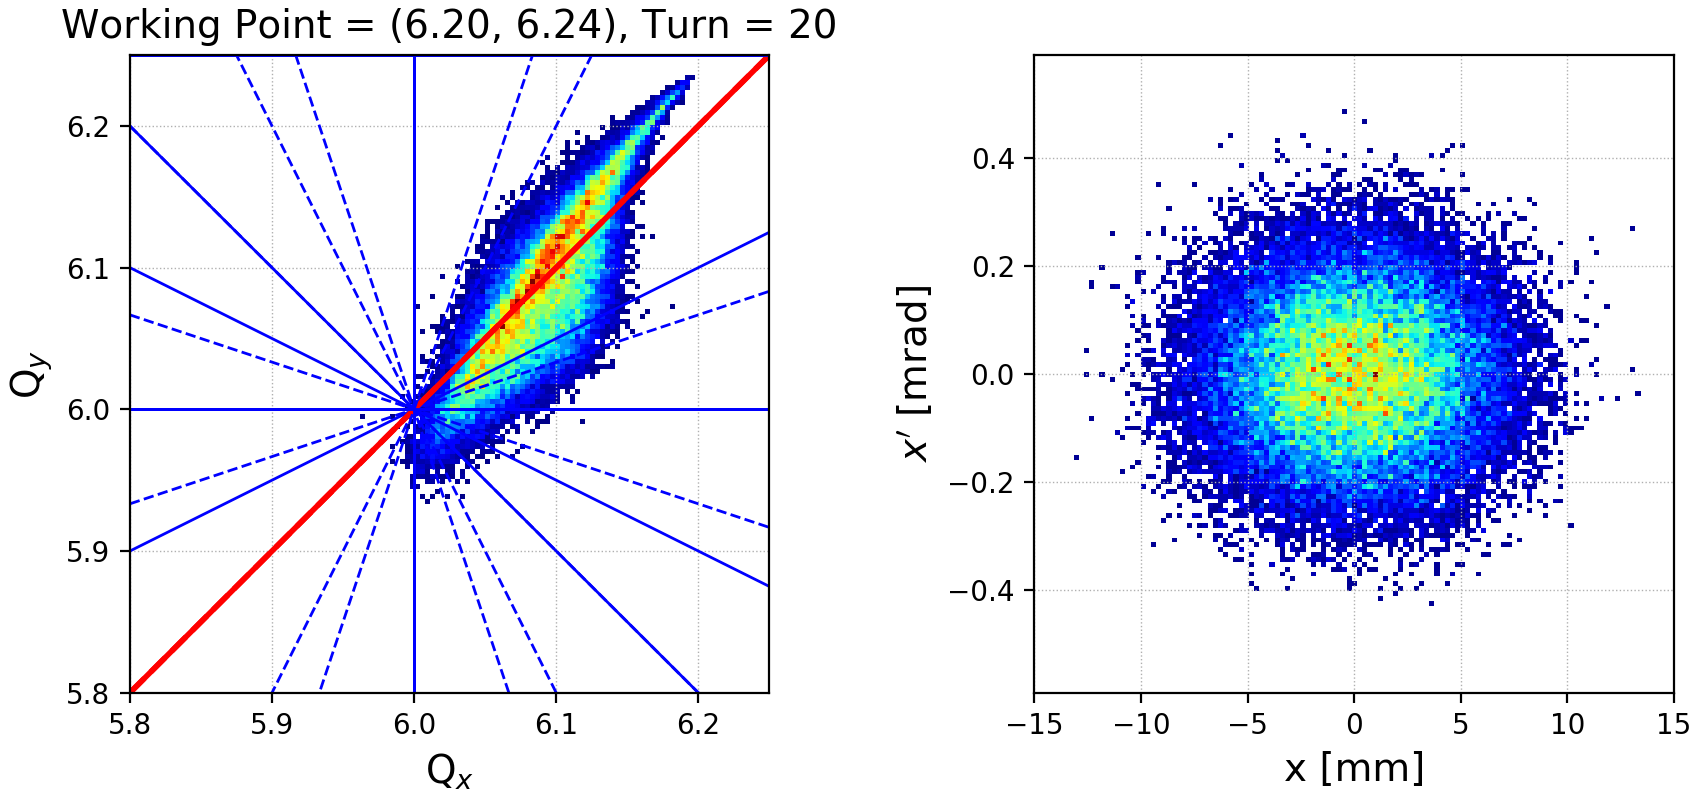 Working Point = (6.20, 6.24), Turn = 20
6.2
6.1
6.0
5.9
5.8
Q_y
5.8 5.9 6.0 6.1 6.2
Q_x
0.4
0.2
0.0
−0.2
−0.4
x′ [mrad]
−15 −10 −5 0 5 10 15
x [mm]